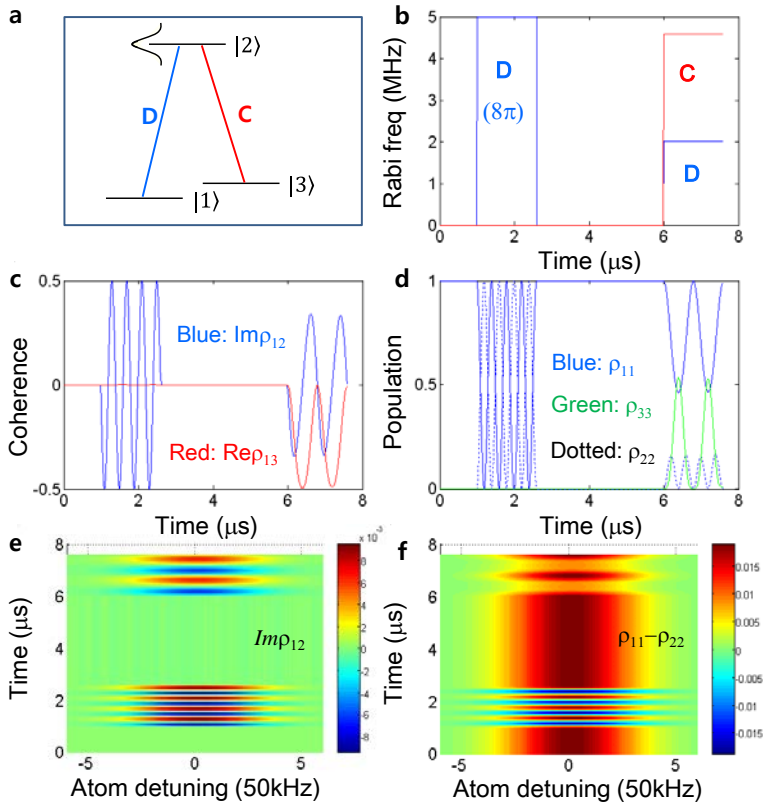 a
|2⟩
D
C
|1⟩
|3⟩
b
Rabi freq (MHz)
5
4
3
2
1
0
D
(8π)
C
D
0 2 4 6 8
Time (μs)
c
Coherence
0.5
0
-0.5
Blue: Imρ12
Red: Reρ13
0 2 4 6 8
Time (μs)
d
Population
1
0.5
0
Blue: ρ11
Green: ρ33
Dotted: ρ22
0 2 4 6 8
Time (μs)
e
Time (μs)
8
6
4
2
0
Imρ12
-5 0 5
Atom detuning (50kHz)
x 10⁻³
8
6
4
2
0
-2
-4
-6
-8
f
Time (μs)
8
6
4
2
0
ρ11−ρ22
-5 0 5
Atom detuning (50kHz)
0.015
0.01
0.005
0
-0.005
-0.01
-0.015